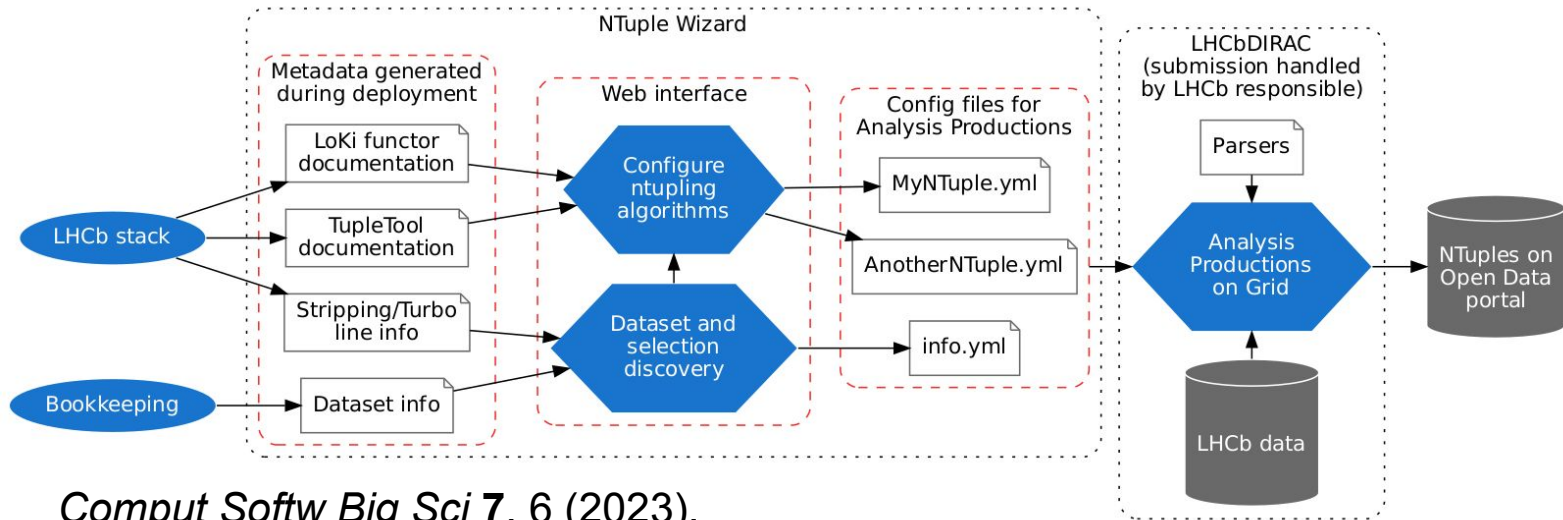 NTuple Wizard
Metadata generated
during deployment
LoKi functor
documentation
TupleTool
documentation
Stripping/Turbo
line info
Dataset info
LHCb stack
Bookkeeping
Web interface
Configure
ntupling
algorithms
Dataset and
selection
discovery
Config files for
Analysis Productions
MyNTuple.yml
AnotherNTuple.yml
info.yml
LHCbDIRAC
(submission handled
by LHCb responsible)
Parsers
Analysis
Productions
on Grid
LHCb data
NTuples on
Open Data
portal
Comput Softw Big Sci 7, 6 (2023).